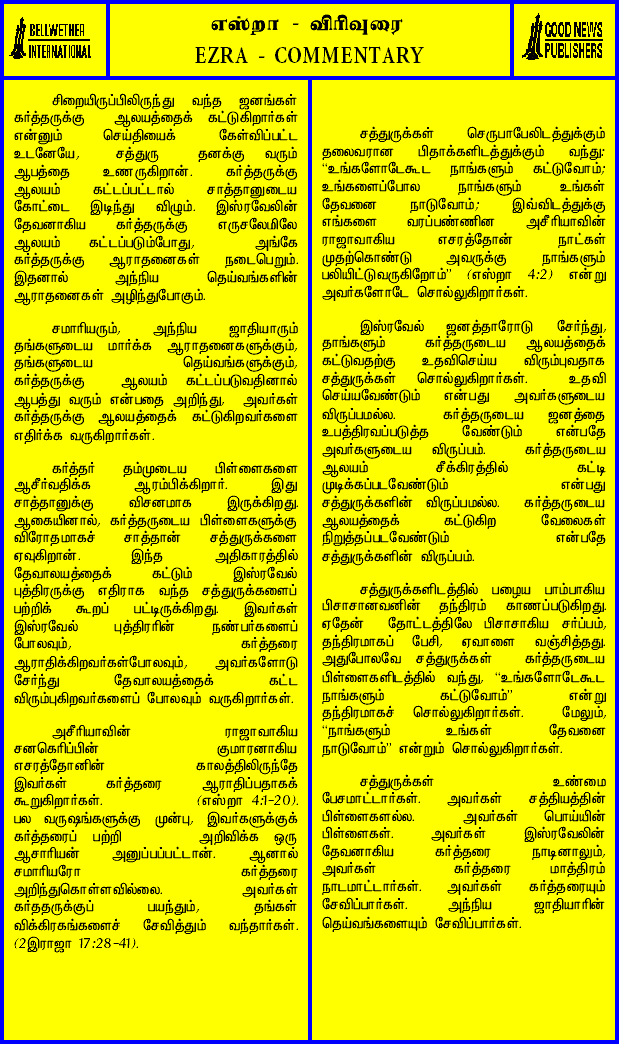 BELLWETHER
INTERNATIONAL
எஸ்றா - விரிவுரை
EZRA - COMMENTARY
GOOD NEWS
PUBLISHERS
சிறையிருப்பிலிருந்து வந்த ஜனங்கள்
கர்த்தருக்கு ஆலயத்தைக் கட்டுகிறார்கள்
என்னும் செய்தியைக் கேள்விப்பட்ட
உடனேயே, சத்துரு தனக்கு வரும்
ஆபத்தை உணருகிறான். கர்த்தருக்கு
ஆலயம் கட்டப்பட்டால் சாத்தானுடைய
கோட்டை இடிந்து விழும். இஸ்ரவேலின்
தேவனாகிய கர்த்தருக்கு எருசலேமிலே
ஆலயம் கட்டப்படும்போது, அங்கே
கர்த்தருக்கு ஆராதனைகள் நடைபெறும்.
இதனால் அந்நிய தெய்வங்களின்
ஆராதனைகள் அழிந்துபோகும்.
சமாரியரும், அந்நிய ஜாதியாரும்
தங்களுடைய மார்க்க ஆராதனைகளுக்கும்,
தங்களுடைய தெய்வங்களுக்கும்,
கர்த்தருக்கு ஆலயம் கட்டப்படுவதினால்
ஆபத்து வரும் என்பதை அறிந்து, அவர்கள்
கர்த்தருக்கு ஆலயத்தைக் கட்டுகிறவர்களை
எதிர்க்க வருகிறார்கள்.
கர்த்தர் தம்முடைய பிள்ளைகளை
ஆசீர்வதிக்க ஆரம்பிக்கிறார். இது
சாத்தானுக்கு விசனமாக இருக்கிறது.
ஆகையினால், கர்த்தருடைய பிள்ளைகளுக்கு
விரோதமாகச் சாத்தான் சத்துருக்களை
ஏவுகிறான். இந்த அதிகாரத்தில்
தேவாலயத்தைக் கட்டும் இஸ்ரவேல்
புத்திரருக்கு எதிராக வந்த சத்துருக்களைப்
பற்றிக் கூறப் பட்டிருக்கிறது. இவர்கள்
இஸ்ரவேல் புத்திரரின் நண்பர்களைப்
போலவும், கர்த்தரை
ஆராதிக்கிறவர்கள்போலவும், அவர்களோடு
சேர்ந்து தேவாலயத்தைக் கட்ட
விரும்புகிறவர்களைப் போலவும் வருகிறார்கள்.
அசீரியாவின் ராஜாவாகிய
சனகெரிப்பின் குமாரனாகிய
எசரத்தோனின் காலத்திலிருந்தே
இவர்கள் கர்த்தரை ஆராதிப்பதாகக்
கூறுகிறார்கள். (எஸ்றா 4:1-20).
பல வருஷங்களுக்கு முன்பு, இவர்களுக்குக்
கர்த்தரைப் பற்றி அறிவிக்க ஒரு
ஆசாரியன் அனுப்பப்பட்டான். ஆனால்
சமாரியரோ கர்த்தரை
அறிந்துகொள்ளவில்லை. அவர்கள்
கர்ததருக்குப் பயந்தும், தங்கள்
விக்கிரகங்களைச் சேவித்தும் வந்தார்கள்.
(2இராஜா 17:28-41).
சத்துருக்கள் செருபாபேலிடத்துக்கும்
தலைவரான பிதாக்களிடத்துக்கும் வந்து:
“உங்களோடேகூட நாங்களும் கட்டுவோம்;
உங்களைப்போல நாங்களும் உங்கள்
தேவனை நாடுவோம்; இவ்விடத்துக்கு
எங்களை வரப்பண்ணின அசீரியாவின்
ராஜாவாகிய எசரத்தோன் நாட்கள்
முதற்கொண்டு அவருக்கு நாங்களும்
பலியிட்டுவருகிறோம்” (எஸ்றா 4:2) என்று
அவர்களோடே சொல்லுகிறார்கள்.
இஸ்ரவேல் ஜனத்தாரோடு சேர்ந்து,
தாங்களும் கர்த்தருடைய ஆலயத்தைக்
கட்டுவதற்கு உதவிசெய்ய விரும்புவதாக
சத்துருக்கள் சொல்லுகிறார்கள். உதவி
செய்யவேண்டும் என்பது அவர்களுடைய
விருப்பமல்ல. கர்த்தருடைய ஜனத்தை
உபத்திரவப்படுத்த வேண்டும் என்பதே
அவர்களுடைய விருப்பம். கர்த்தருடைய
ஆலயம் சீக்கிரத்தில் கட்டி
முடிக்கப்படவேண்டும் என்பது
சத்துருக்களின் விருப்பமல்ல. கர்த்தருடைய
ஆலயத்தைக் கட்டுகிற வேலைகள்
நிறுத்தப்படவேண்டும் என்பதே
சத்துருக்களின் விருப்பம்.
சத்துருக்களிடத்தில் பழைய பாம்பாகிய
பிசாசானவனின் தந்திரம் காணப்படுகிறது.
ஏதேன் தோட்டத்திலே பிசாசாகிய சர்ப்பம்,
தந்திரமாகப் பேசி, ஏவாளை வஞ்சித்தது.
அதுபோலவே சத்துருக்கள் கர்த்தருடைய
பிள்ளைகளிடத்தில் வந்து, “உங்களோடேகூட
நாங்களும் கட்டுவோம்” என்று
தந்திரமாகச் சொல்லுகிறார்கள். மேலும்,
“நாங்களும் உங்கள் தேவனை
நாடுவோம்” என்றும் சொல்லுகிறார்கள்.
சத்துருக்கள் உண்மை
பேசமாட்டார்கள். அவர்கள் சத்தியத்தின்
பிள்ளைகளல்ல. அவர்கள் பொய்யின்
பிள்ளைகள். அவர்கள் இஸ்ரவேலின்
தேவனாகிய கர்த்தரை நாடினாலும்,
அவர்கள் கர்த்தரை மாத்திரம்
நாடமாட்டார்கள். அவர்கள் கர்த்தரையும்
சேவிப்பார்கள். அந்நிய ஜாதியாரின்
தெய்வங்களையும் சேவிப்பார்கள்.